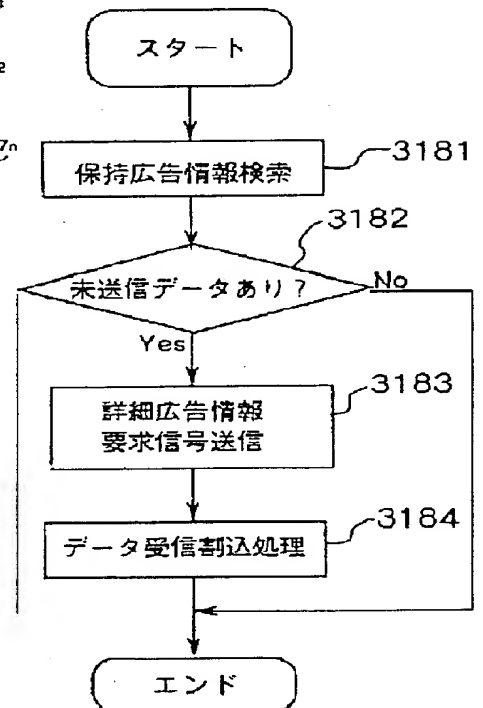 スタート
保持広告情報検索
3181
3182
未送信データあり?
No
Yes
詳細広告情報
要求信号送信
3183
データ受信割込処理
3184
エンド